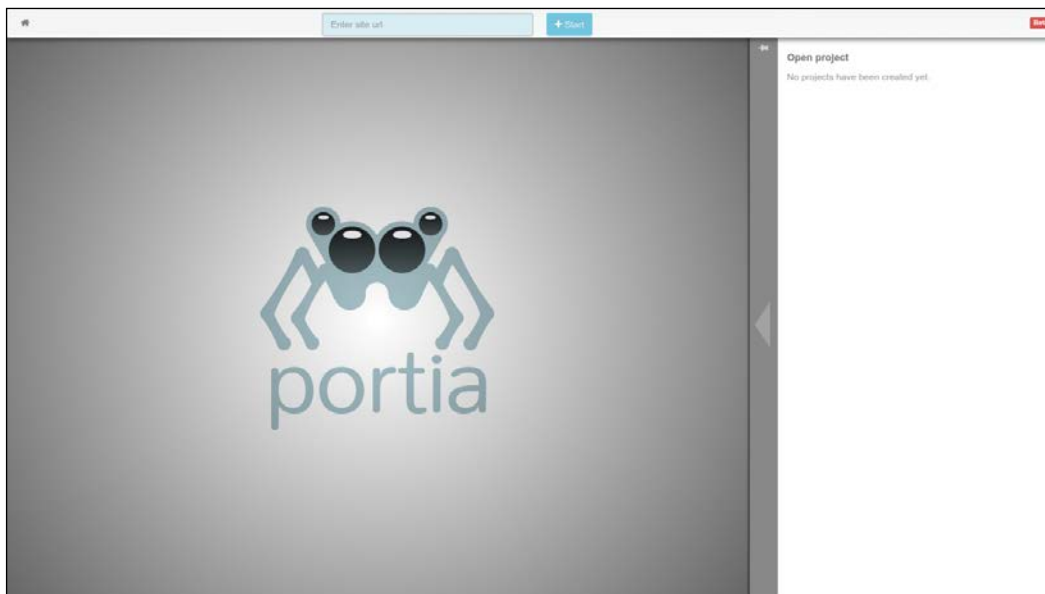 Enter site url
+ Start
Open project
No projects have been created yet.
portia